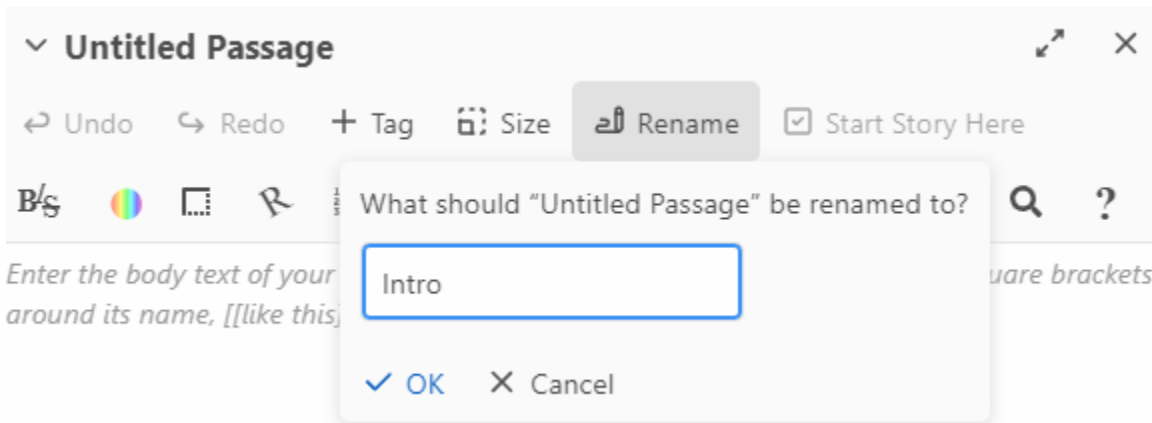 Untitled Passage
Undo Redo + Tag Size Rename Start Story Here
B/S R What should “Untitled Passage” be renamed to? ?
Enter the body text of your
Intro
brackets
around its name, [[like this]
OK Cancel